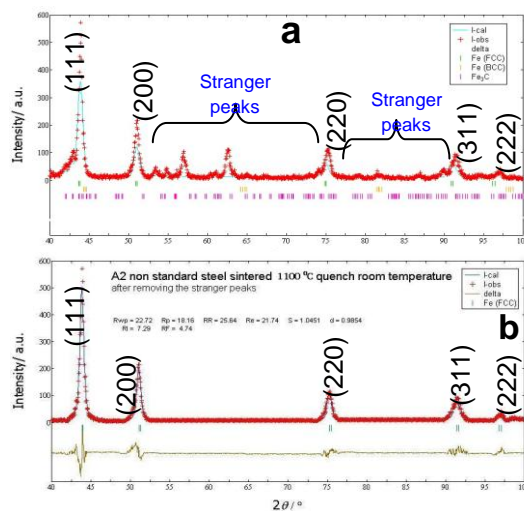 600
500
400
300
200
100
0
Intensity/ a.u.
a
I-cal
I-obs
delta
Fe (FCC)
Fe (BCC)
Fe₃C
(111)
(200)
Stranger
peaks
(220)
Stranger
peaks
(311)
(222)
40 45 50 55 60 65 70 75 80 85 90 95 100
600
500
400
300
200
100
0
Intensity/ a.u.
A2 non standard steel sintered 1100 °C quench room temperature
after removing the stranger peaks
Rwp = 22.72 Rp = 18.16 RR = 25.64 Re = 21.74 S = 1.0451 d = 0.9854
RI = 7.29 RF = 4.74
I-cal
I-obs
delta
Fe (FCC)
b
(111)
(200)
(220)
(311)
(222)
40 45 50 55 60 65 70 75 80 85 90 95 100
2θ / °